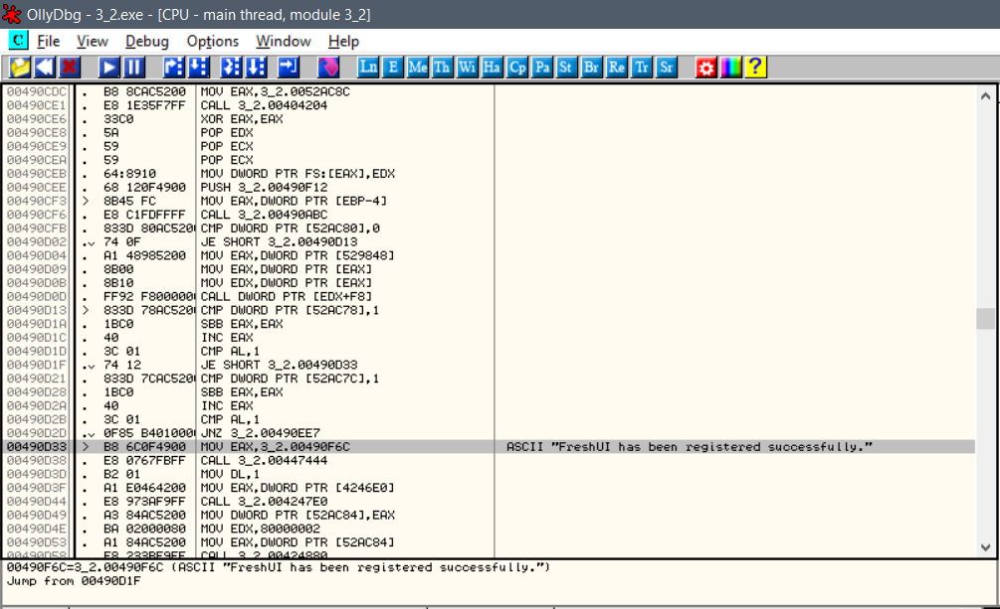 OllyDbg - 3_2.exe - [CPU - main thread, module 3_2]
C File View Debug Options Window Help
Ln E Me Th Wi Ha Cp Pa St Br Re Tr Sr ?
00490CDC . B8 8CAC5200 MOV EAX,3_2.0052AC8C
00490CE1 . E8 1E35F7FF CALL 3_2.00404204
00490CE6 . 33C0 XOR EAX,EAX
00490CE8 . 5A POP EDX
00490CE9 . 59 POP ECX
00490CEA . 59 POP ECX
00490CEB . 64:8910 MOV DWORD PTR FS:[EAX],EDX
00490CEE . 68 120F4900 PUSH 3_2.00490F12
00490CF3 > 8B45 FC MOV EAX,DWORD PTR [EBP-4]
00490CF6 . E8 C1FDFFFF CALL 3_2.00490ABC
00490CFB . 833D 80AC520 CMP DWORD PTR [52AC80],0
00490D02 .v 74 0F JE SHORT 3_2.00490D13
00490D04 . A1 48985200 MOV EAX,DWORD PTR [529848]
00490D09 . 8B00 MOV EAX,DWORD PTR [EAX]
00490D0B . 8B10 MOV EDX,DWORD PTR [EAX]
00490D0D . FF92 F800000 CALL DWORD PTR [EDX+F8]
00490D13 > 833D 78AC520 CMP DWORD PTR [52AC78],1
00490D1A . 1BC0 SBB EAX,EAX
00490D1C . 40 INC EAX
00490D1D . 3C 01 CMP AL,1
00490D1F .v 74 12 JE SHORT 3_2.00490D33
00490D21 . 833D 7CAC520 CMP DWORD PTR [52AC7C],1
00490D28 . 1BC0 SBB EAX,EAX
00490D2A . 40 INC EAX
00490D2B . 3C 01 CMP AL,1
00490D2D .v 0F85 B401000 JNZ 3_2.00490EE7
00490D33 > B8 6C0F4900 MOV EAX,3_2.00490F6C ASCII "FreshUI has been registered successfully."
00490D38 . E8 0767FBFF CALL 3_2.00447444
00490D3D . B2 01 MOV DL,1
00490D3F . A1 E0464200 MOV EAX,DWORD PTR [4246E0]
00490D44 . E8 973AF9FF CALL 3_2.004247E0
00490D49 . A3 84AC5200 MOV DWORD PTR [52AC84],EAX
00490D4E . BA 02000080 MOV EDX,80000002
00490D53 . A1 84AC5200 MOV EAX,DWORD PTR [52AC84]
00490D58 . E8 233BF9FF CALL 3_2.00424880
00490F6C=3_2.00490F6C (ASCII "FreshUI has been registered successfully.")
Jump from 00490D1F